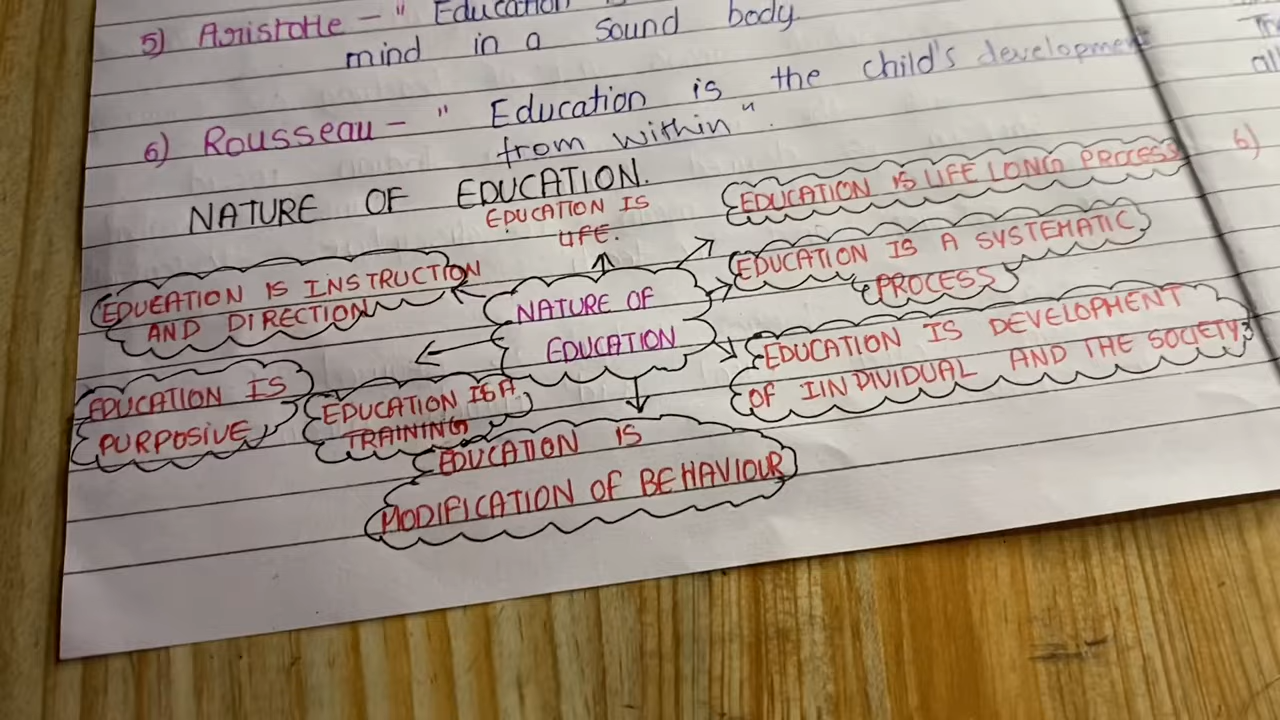 5) Aristotle - " Education
mind in a sound body.
6) Rousseau - " Education is the child's development
from within ".
NATURE OF EDUCATION.
EDUCATION IS
LIFE.
EDUCATION IS LIFE LONG PROCESS
EDUCATION IS A SYSTEMATIC
PROCESS
EDUCATION IS INSTRUCTION
AND DIRECTION
NATURE OF
EDUCATION
EDUCATION IS DEVELOPMENT
OF IINDIVIDUAL AND THE SOCIETY
EDUCATION IS
PURPOSIVE
EDUCATION IS A
TRAINING
EDUCATION IS
MODIFICATION OF BEHAVIOUR
6)